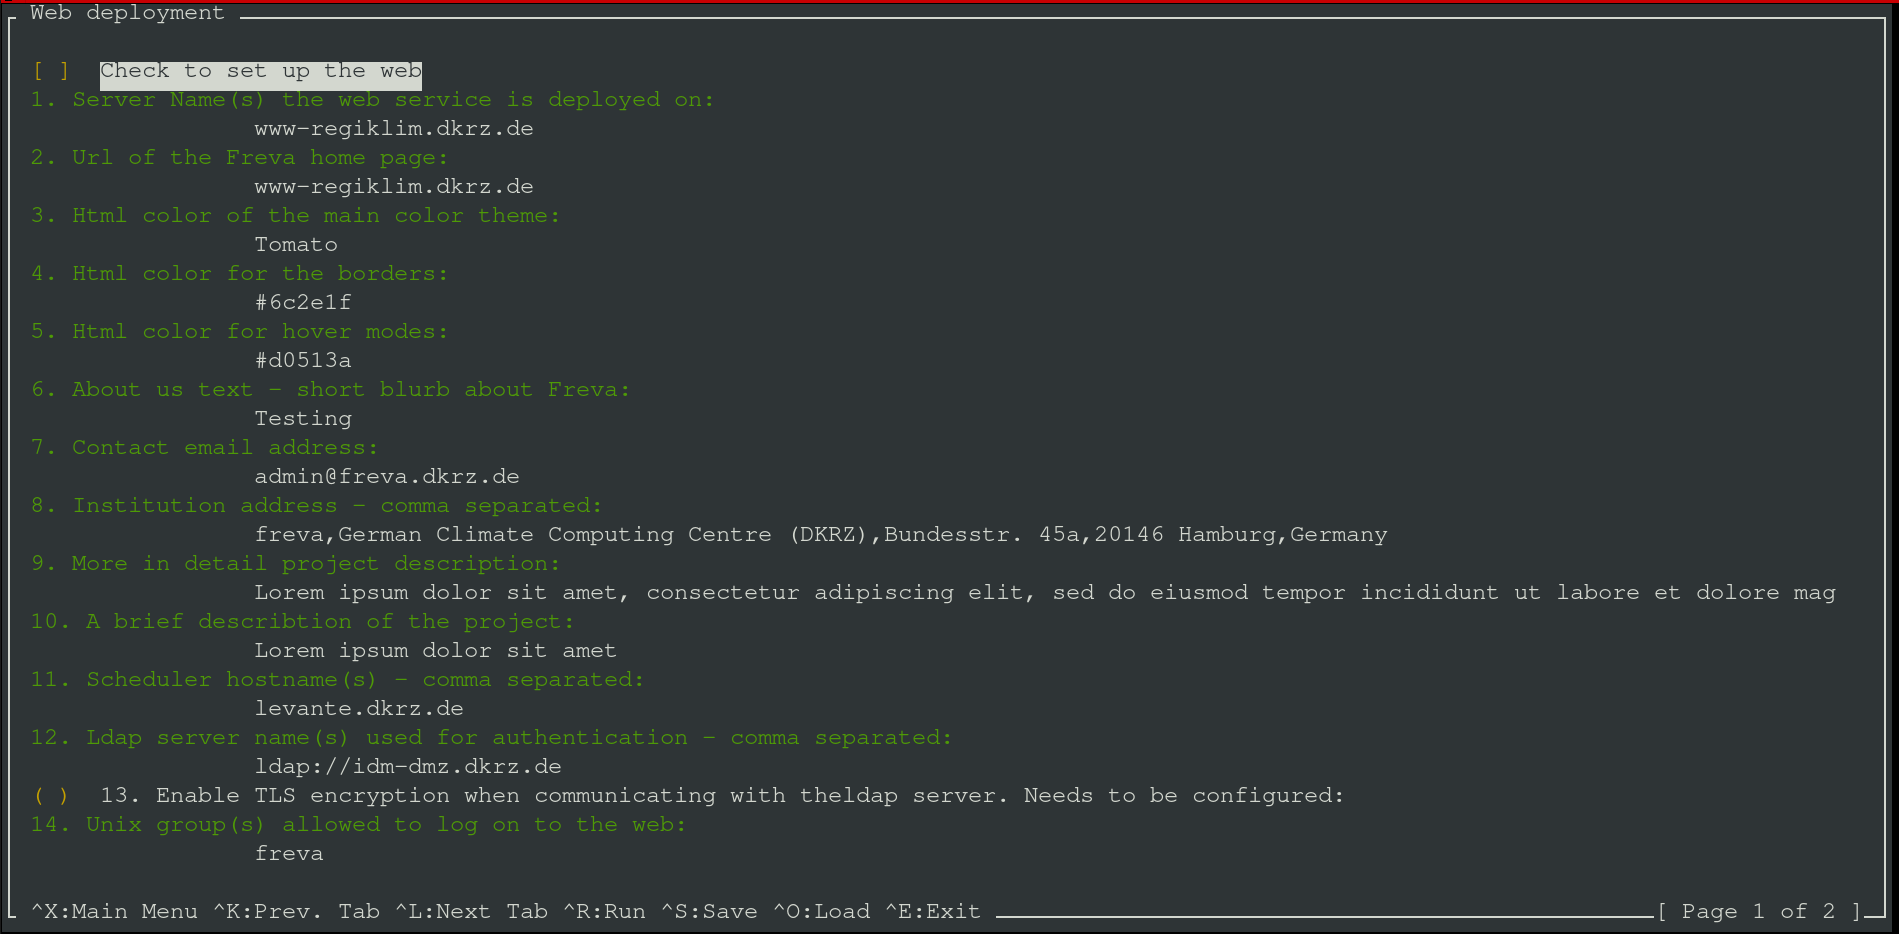 Web deployment
[ ] Check to set up the web
1. Server Name(s) the web service is deployed on:
www-regiklim.dkrz.de
2. Url of the Freva home page:
www-regiklim.dkrz.de
3. Html color of the main color theme:
Tomato
4. Html color for the borders:
#6c2e1f
5. Html color for hover modes:
#d0513a
6. About us text - short blurb about Freva:
Testing
7. Contact email address:
admin@freva.dkrz.de
8. Institution address - comma separated:
freva,German Climate Computing Centre (DKRZ),Bundesstr. 45a,20146 Hamburg,Germany
9. More in detail project description:
Lorem ipsum dolor sit amet, consectetur adipiscing elit, sed do eiusmod tempor incididunt ut labore et dolore mag
10. A brief describtion of the project:
Lorem ipsum dolor sit amet
11. Scheduler hostname(s) - comma separated:
levante.dkrz.de
12. Ldap server name(s) used for authentication - comma separated:
ldap://idm-dmz.dkrz.de
( ) 13. Enable TLS encryption when communicating with theldap server. Needs to be configured:
14. Unix group(s) allowed to log on to the web:
freva
^X:Main Menu ^K:Prev. Tab ^L:Next Tab ^R:Run ^S:Save ^O:Load ^E:Exit [ Page 1 of 2 ]